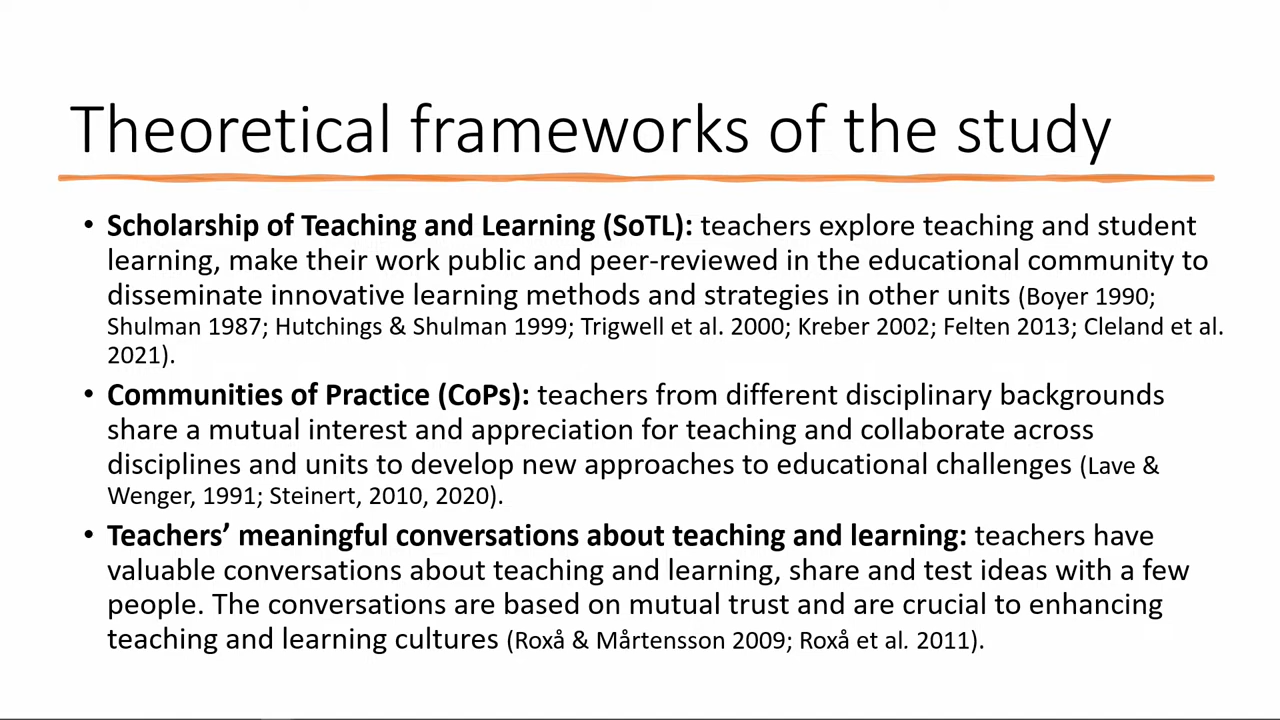 Theoretical frameworks of the study
• Scholarship of Teaching and Learning (SoTL): teachers explore teaching and student
learning, make their work public and peer-reviewed in the educational community to
disseminate innovative learning methods and strategies in other units (Boyer 1990;
Shulman 1987; Hutchings & Shulman 1999; Trigwell et al. 2000; Kreber 2002; Felten 2013; Cleland et al.
2021).
• Communities of Practice (CoPs): teachers from different disciplinary backgrounds
share a mutual interest and appreciation for teaching and collaborate across
disciplines and units to develop new approaches to educational challenges (Lave &
Wenger, 1991; Steinert, 2010, 2020).
• Teachers’ meaningful conversations about teaching and learning: teachers have
valuable conversations about teaching and learning, share and test ideas with a few
people. The conversations are based on mutual trust and are crucial to enhancing
teaching and learning cultures (Roxå & Mårtensson 2009; Roxå et al. 2011).